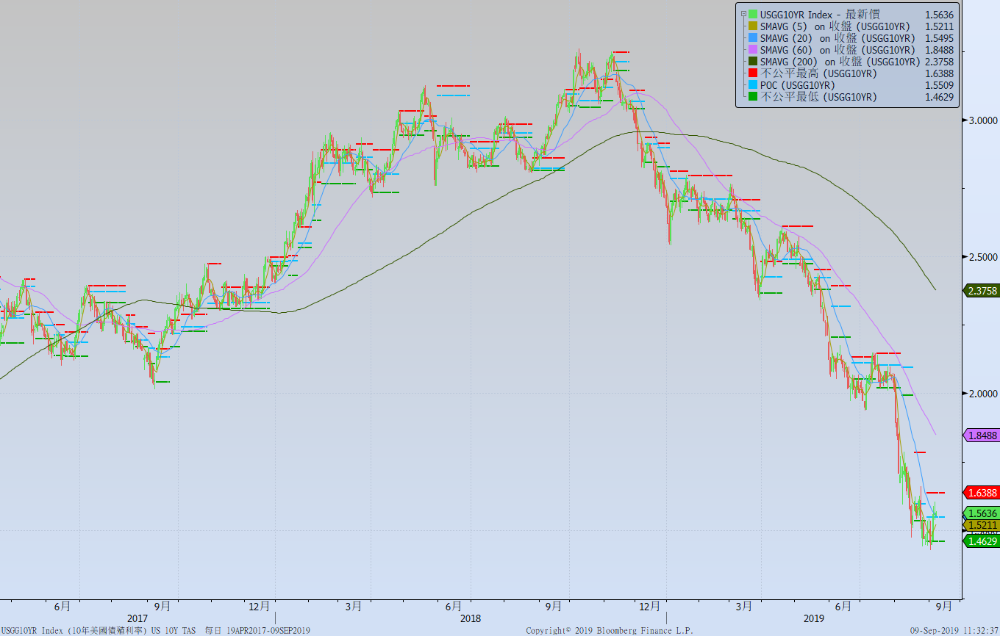 USGG10YR Index - 最新價 1.5636
SMAVG (5) on 收盤 (USGG10YR) 1.5211
SMAVG (20) on 收盤 (USGG10YR) 1.5495
SMAVG (60) on 收盤 (USGG10YR) 1.8488
SMAVG (200) on 收盤 (USGG10YR) 2.3758
不公平最高 (USGG10YR) 1.6388
POC (USGG10YR) 1.5509
不公平最低 (USGG10YR) 1.4629
3.0000
2.5000
2.3758
2.0000
1.8488
1.6388
1.5636
1.5211
1.4629
6月 9月 12月 3月 6月 9月 12月 3月 6月 9月
2017 2018 2019
USGG10YR Index (10年美國債殖利率) US 10Y TAS 每日 19APR2017-09SEP2019 Copyright© 2019 Bloomberg Finance L.P. 09-Sep-2019 11:32:37